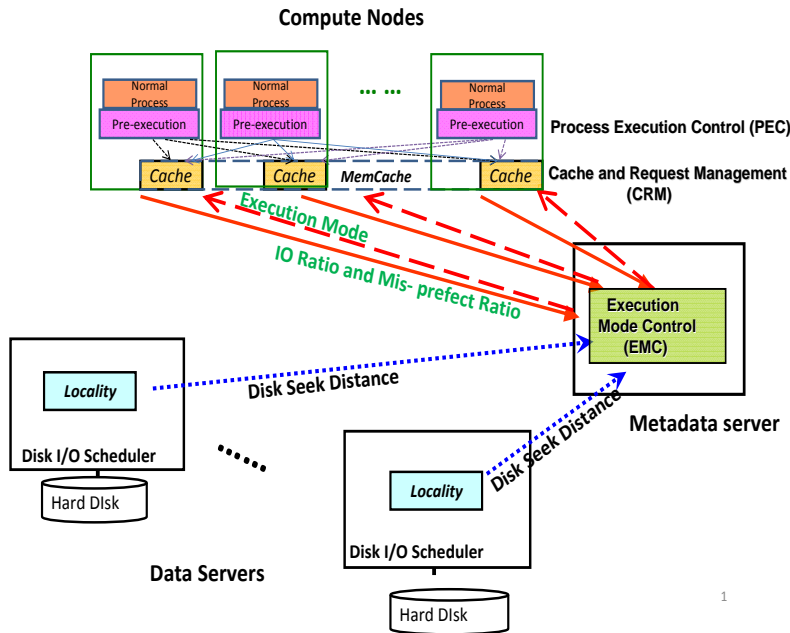 Compute Nodes
Normal
Process
Pre-execution
Normal
Process
Pre-execution
... ...
Normal
Process
Pre-execution
Process Execution Control (PEC)
Cache
Cache
MemCache
Cache
Cache and Request Management
(CRM)
Execution Mode
IO Ratio and Mis- prefect Ratio
Execution
Mode Control
(EMC)
Metadata server
Locality
Disk Seek Distance
Disk I/O Scheduler
Hard DIsk
Disk Seek Distance
Locality
Disk I/O Scheduler
Data Servers
Hard DIsk
1